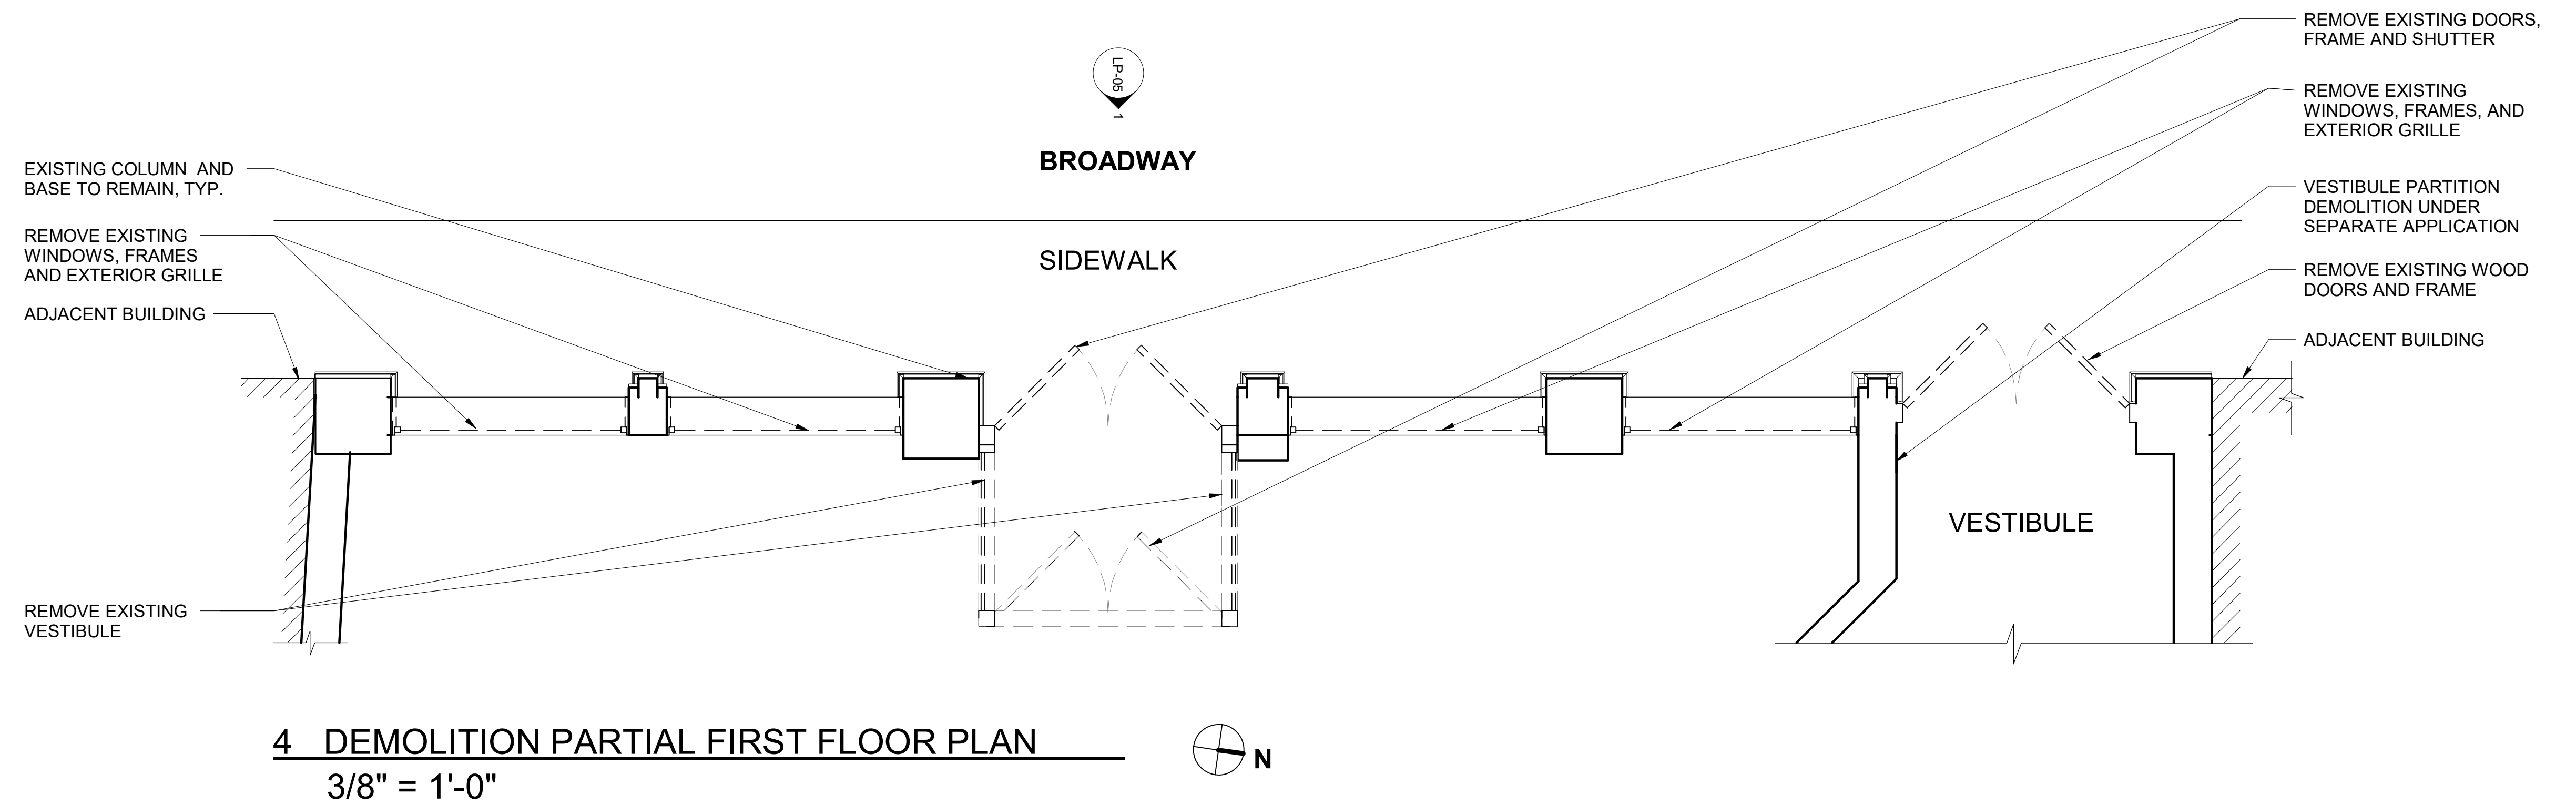 LP-05
1
BROADWAY
SIDEWALK
EXISTING COLUMN AND
BASE TO REMAIN, TYP.
REMOVE EXISTING
WINDOWS, FRAMES
AND EXTERIOR GRILLE
ADJACENT BUILDING
REMOVE EXISTING
VESTIBULE
REMOVE EXISTING DOORS,
FRAME AND SHUTTER
REMOVE EXISTING
WINDOWS, FRAMES, AND
EXTERIOR GRILLE
VESTIBULE PARTITION
DEMOLITION UNDER
SEPARATE APPLICATION
REMOVE EXISTING WOOD
DOORS AND FRAME
ADJACENT BUILDING
VESTIBULE
4 DEMOLITION PARTIAL FIRST FLOOR PLAN
3/8" = 1'-0"
N